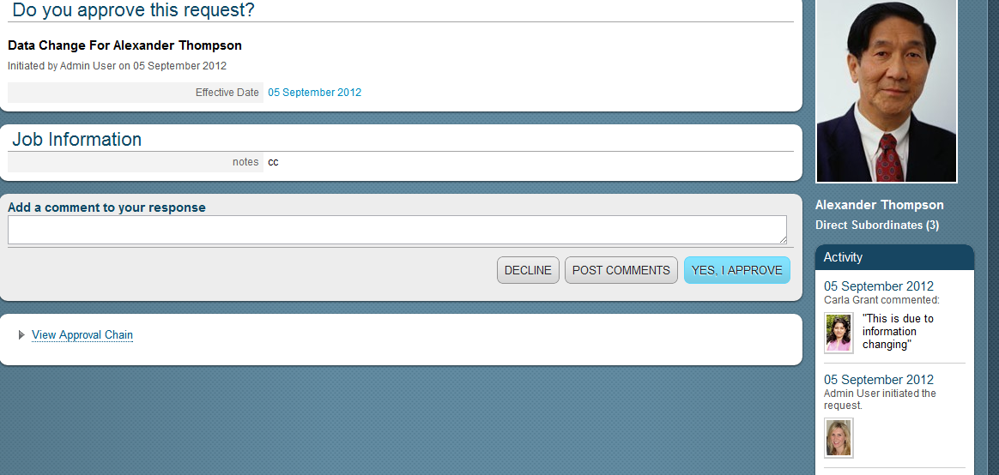 Do you approve this request?
Data Change For Alexander Thompson
Initiated by Admin User on 05 September 2012
Effective Date 05 September 2012
Job Information
notes cc
Add a comment to your response
DECLINE POST COMMENTS YES, I APPROVE
View Approval Chain
Alexander Thompson
Direct Subordinates (3)
Activity
05 September 2012
Carla Grant commented:
"This is due to
information
changing"
05 September 2012
Admin User initiated the
request.